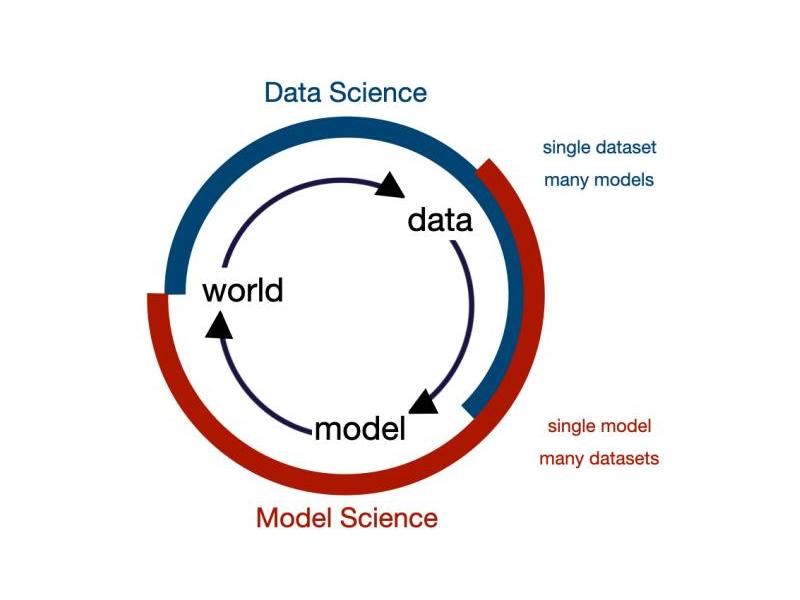 Data Science
single dataset
many models
data
world
model
single model
many datasets
Model Science